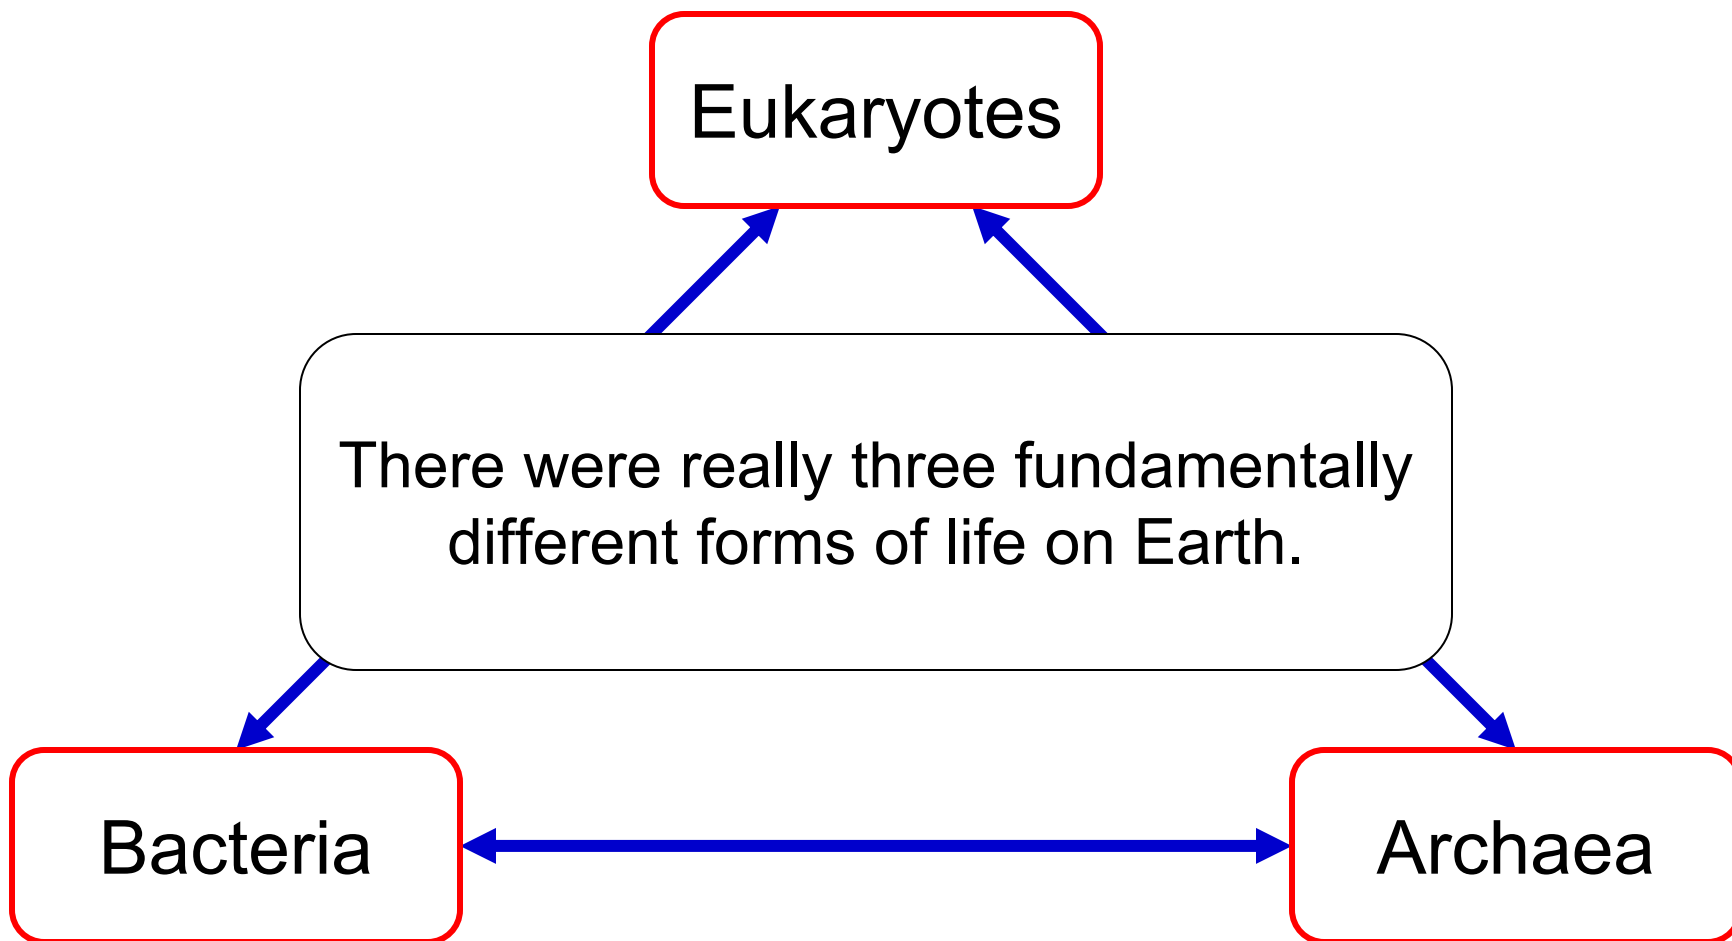 Eukaryotes
There were really three fundamentally
different forms of life on Earth.
Bacteria
Archaea